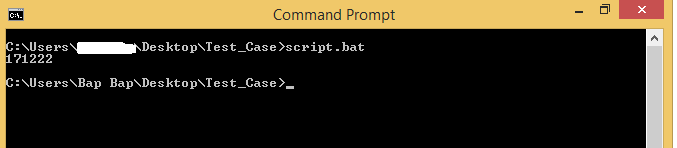 Command Prompt
C:\Users\ \Desktop\Test_Case>script.bat
171222
C:\Users\Bap Bap\Desktop\Test_Case>_